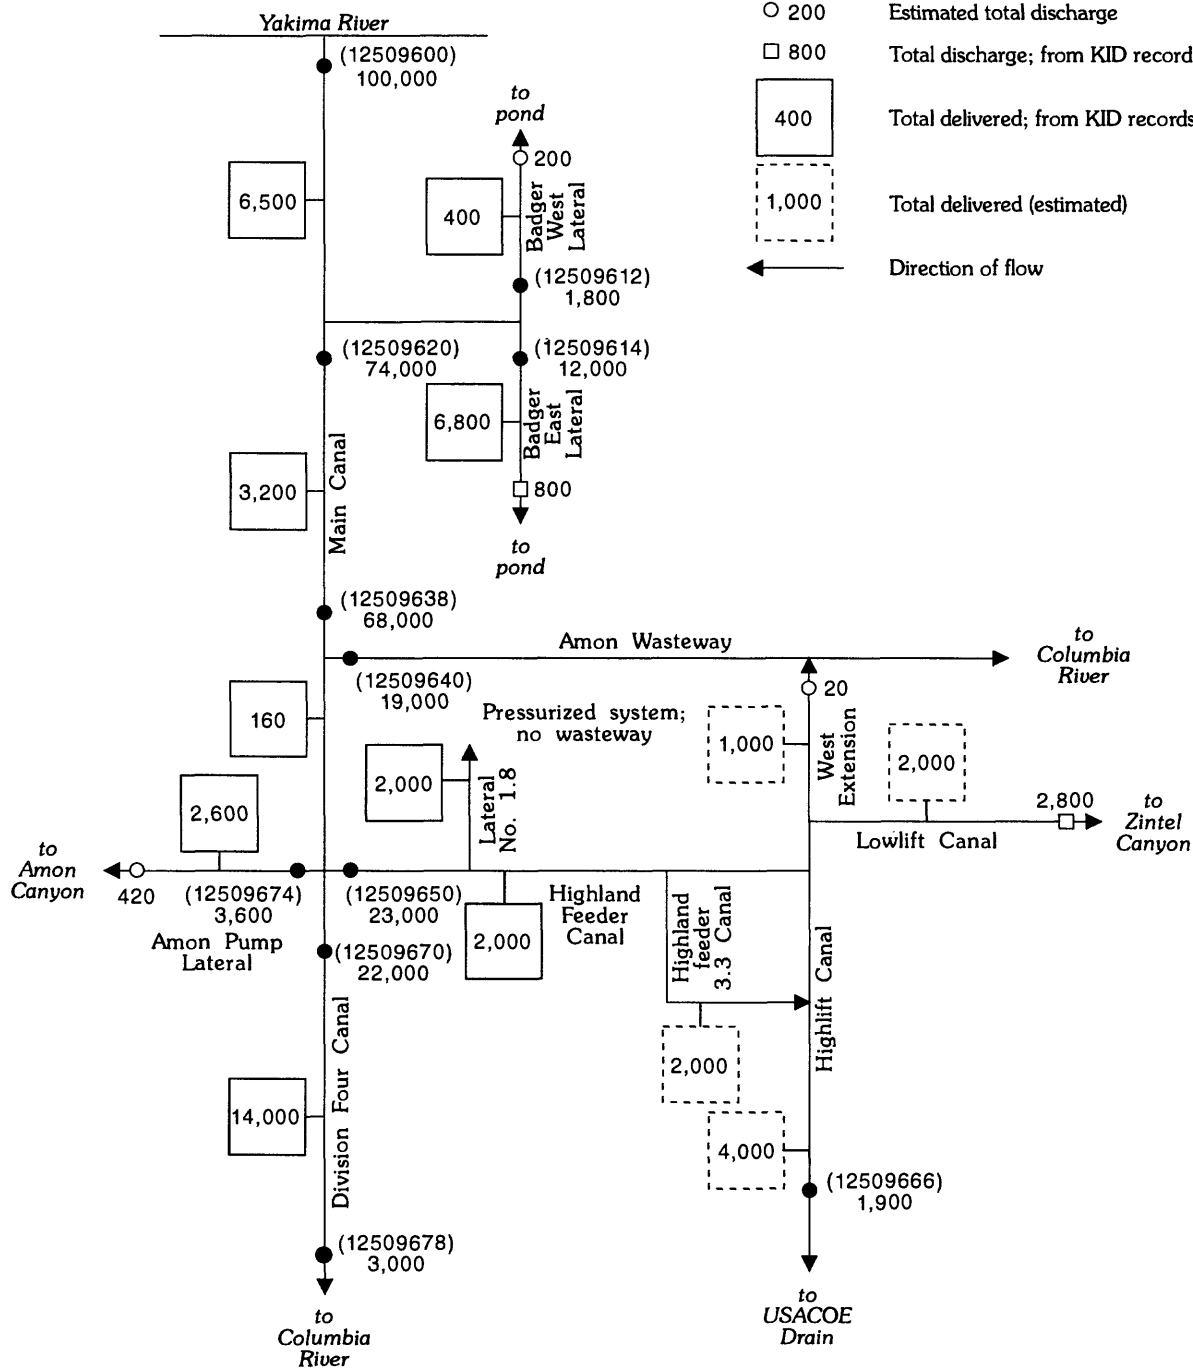 Yakima River
(12509600)
100,000
200
Estimated total discharge
800
Total discharge; from KID record
400
Total delivered; from KID records
1,000
Total delivered (estimated)
Direction of flow
to
pond
200
6,500
400
Badger
West
Lateral
(12509612)
1,800
(12509620)
74,000
(12509614)
12,000
6,800
Badger
East
Lateral
800
to
pond
3,200
Main Canal
(12509638)
68,000
Amon Wasteway
to
Columbia
River
(12509640)
19,000
20
160
Pressurized system;
no wasteway
1,000
West
Extension
2,000
2,000
Lateral
No. 1.8
2,600
2,800
to
Zintel
Canyon
Lowlift Canal
to
Amon
Canyon
420
(12509674)
3,600
Amon Pump
Lateral
(12509650)
23,000
2,000
Highland
Feeder
Canal
Highland
feeder
3.3 Canal
Highlift Canal
(12509670)
22,000
2,000
Division Four Canal
14,000
4,000
(12509666)
1,900
(12509678)
3,000
to
Columbia
River
to
USACOE
Drain